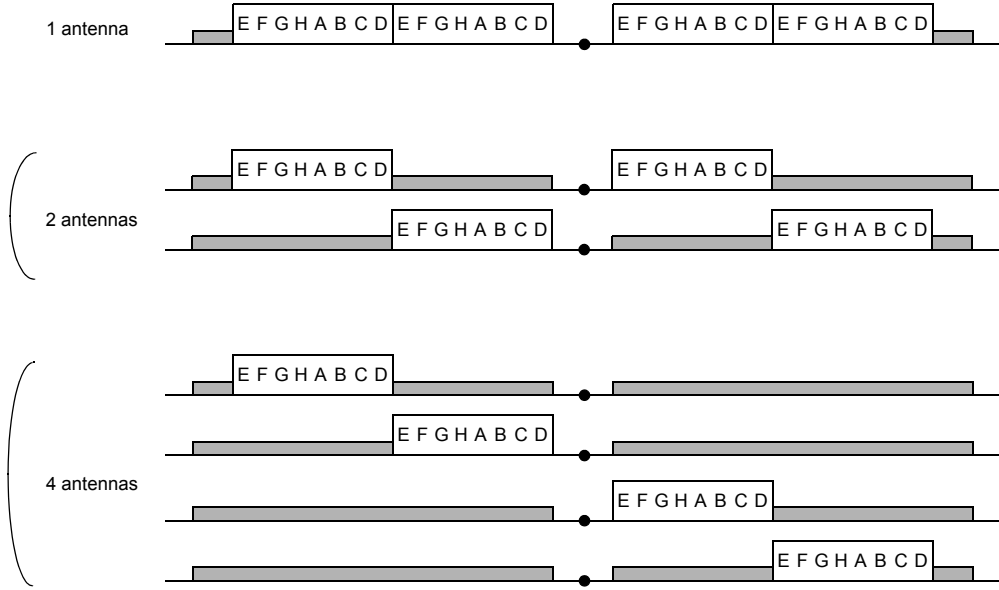 1 antenna
E F G H A B C D E F G H A B C D E F G H A B C D E F G H A B C D
E F G H A B C D E F G H A B C D
2 antennas
E F G H A B C D E F G H A B C D
E F G H A B C D
E F G H A B C D
4 antennas
E F G H A B C D
E F G H A B C D